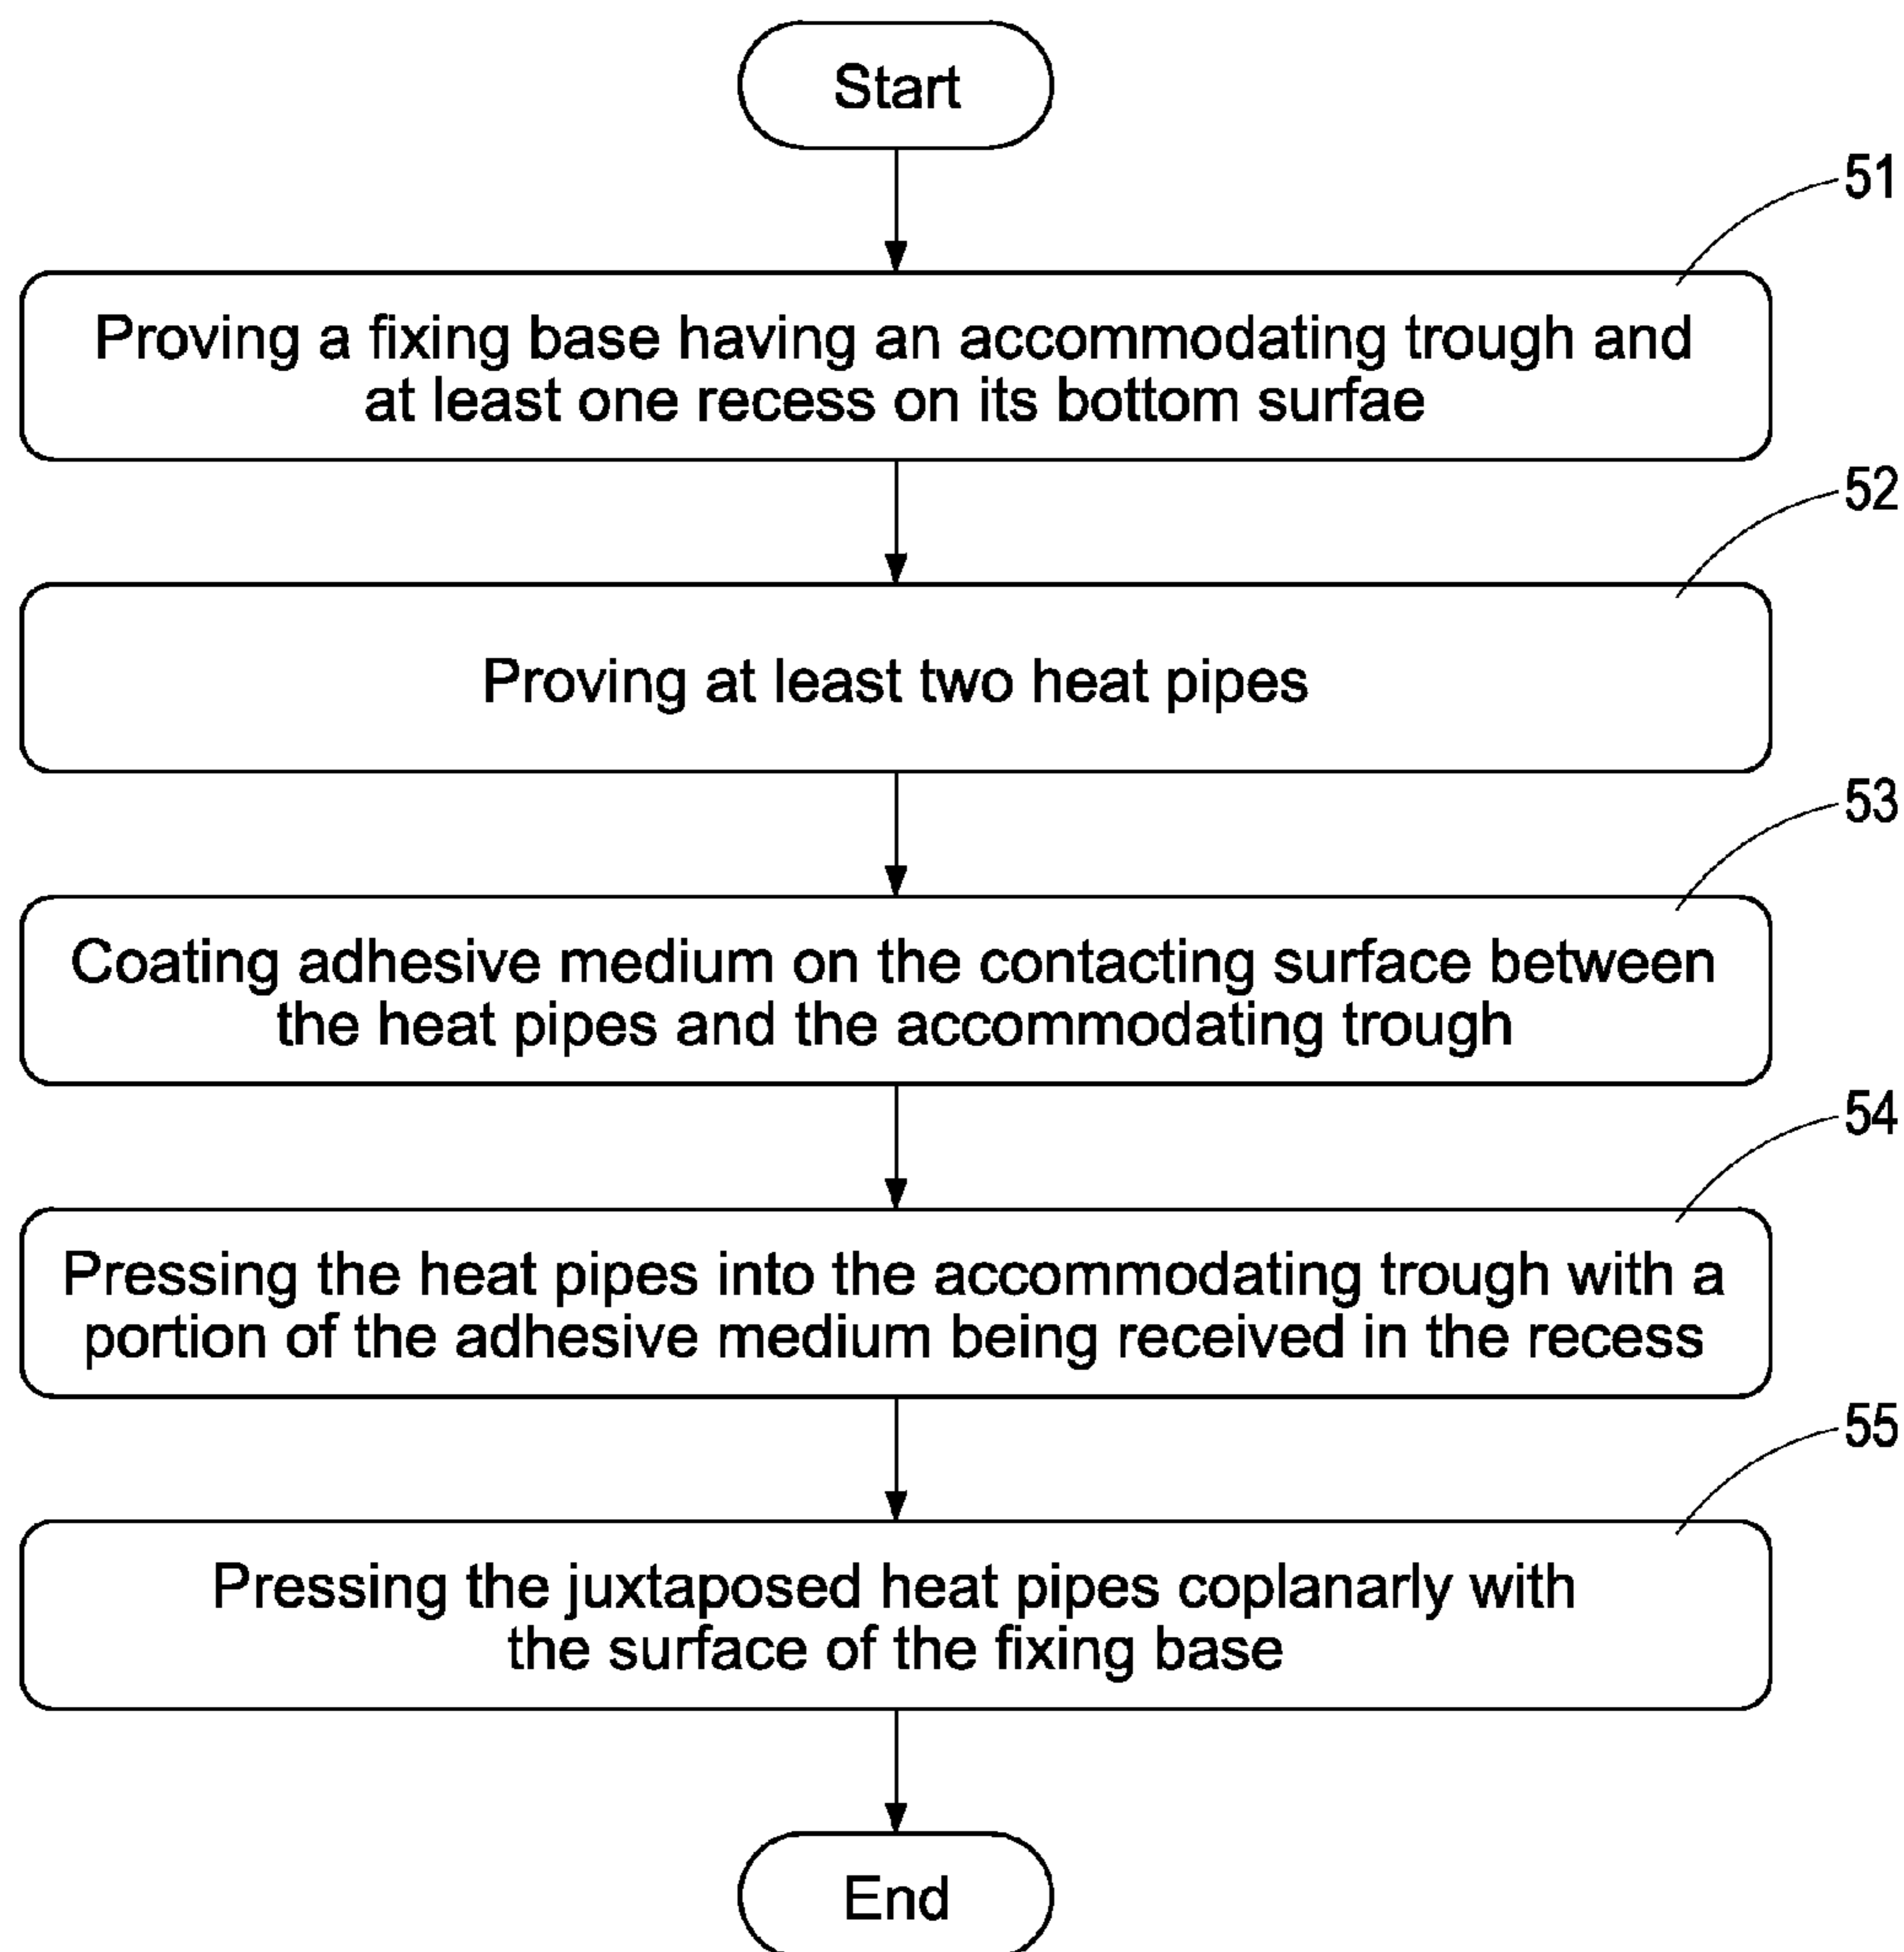 Start
51
Proving a fixing base having an accommodating trough and
at least one recess on its bottom surfae
52
Proving at least two heat pipes
53
Coating adhesive medium on the contacting surface between
the heat pipes and the accommodating trough
54
Pressing the heat pipes into the accommodating trough with a
portion of the adhesive medium being received in the recess
55
Pressing the juxtaposed heat pipes coplanarly with
the surface of the fixing base
End